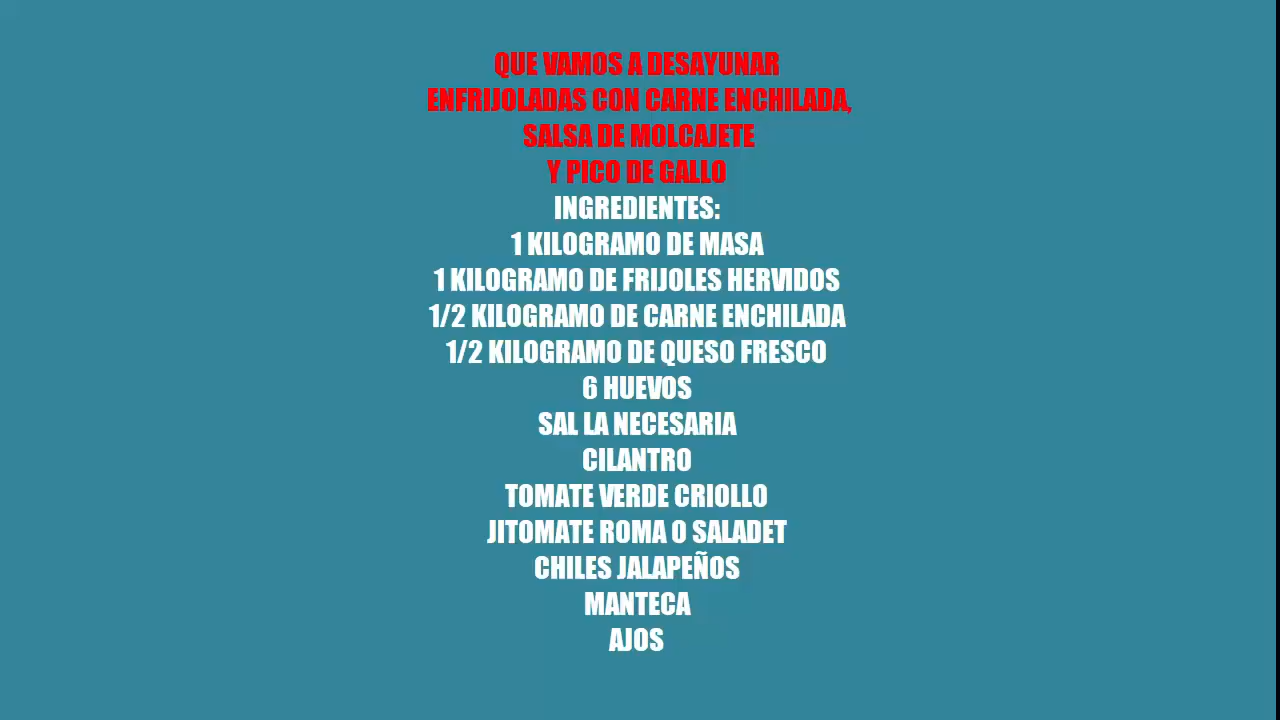 QUE VAMOS A DESAYUNAR
ENFRIJOLADAS CON CARNE ENCHILADA,
SALSA DE MOLCAJETE
Y PICO DE GALLO
INGREDIENTES:
1 KILOGRAMO DE MASA
1 KILOGRAMO DE FRIJOLES HERVIDOS
1/2 KILOGRAMO DE CARNE ENCHILADA
1/2 KILOGRAMO DE QUESO FRESCO
6 HUEVOS
SAL LA NECESARIA
CILANTRO
TOMATE VERDE CRIOLLO
JITOMATE ROMA O SALADET
CHILES JALAPEÑOS
MANTECA
AJOS